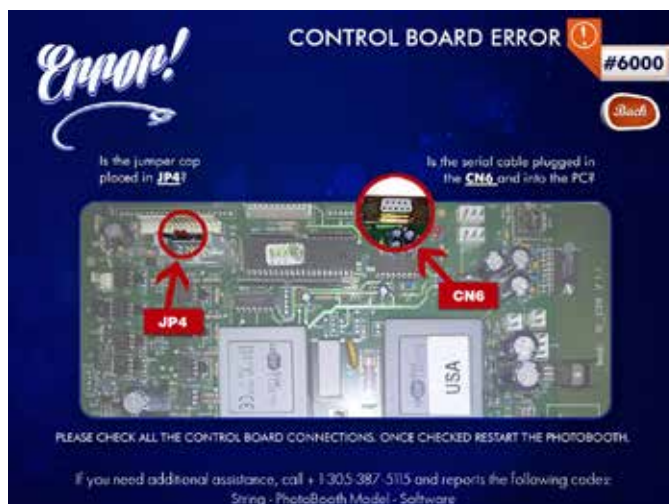 Error!
CONTROL BOARD ERROR
#6000
Back
Is the jumper cap
placed in JP4?
Is the serial cable plugged in
the CN6 and into the PC?
JP4
CN6
USA
PLEASE CHECK ALL THE CONTROL BOARD CONNECTIONS. ONCE CHECKED RESTART THE PHOTOBOOTH.
If you need additional assistance, call + 1-305-387-5115 and reports the following codes:
String - PhotoBooth Model - Software